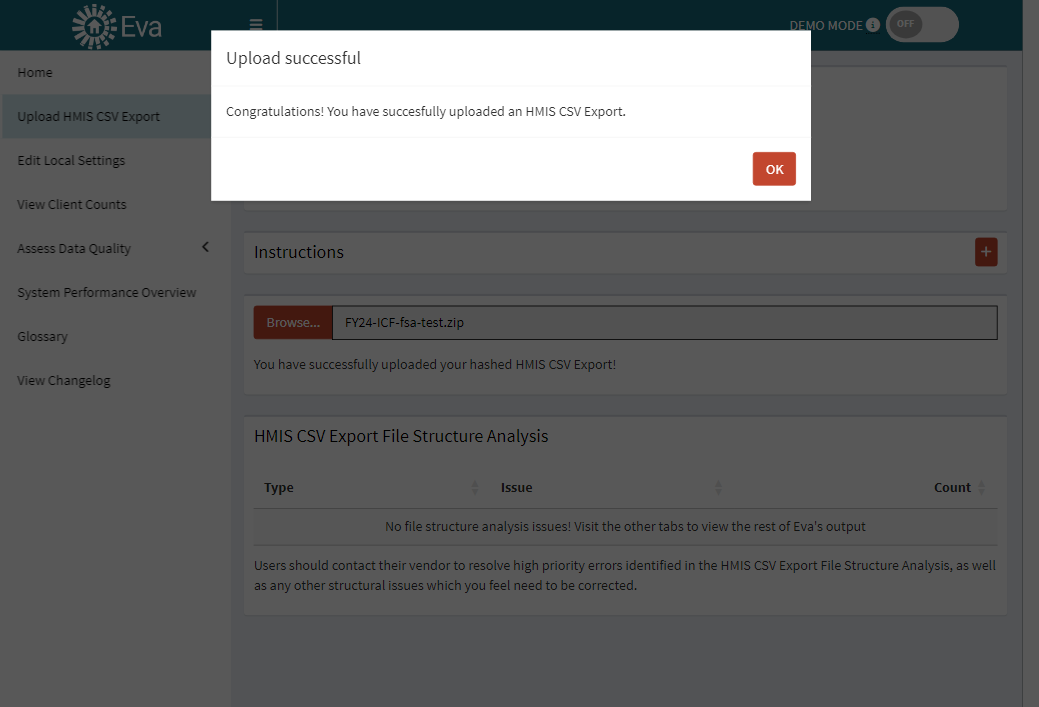 Eva
DEMO MODE
OFF
Upload successful
Congratulations! You have succesfully uploaded an HMIS CSV Export.
OK
Home
Upload HMIS CSV Export
Edit Local Settings
View Client Counts
Assess Data Quality
System Performance Overview
Glossary
View Changelog
Instructions
+
Browse... FY24-ICF-fsa-test.zip
You have successfully uploaded your hashed HMIS CSV Export!
HMIS CSV Export File Structure Analysis
Type Issue Count
No file structure analysis issues! Visit the other tabs to view the rest of Eva's output
Users should contact their vendor to resolve high priority errors identified in the HMIS CSV Export File Structure Analysis, as well
as any other structural issues which you feel need to be corrected.